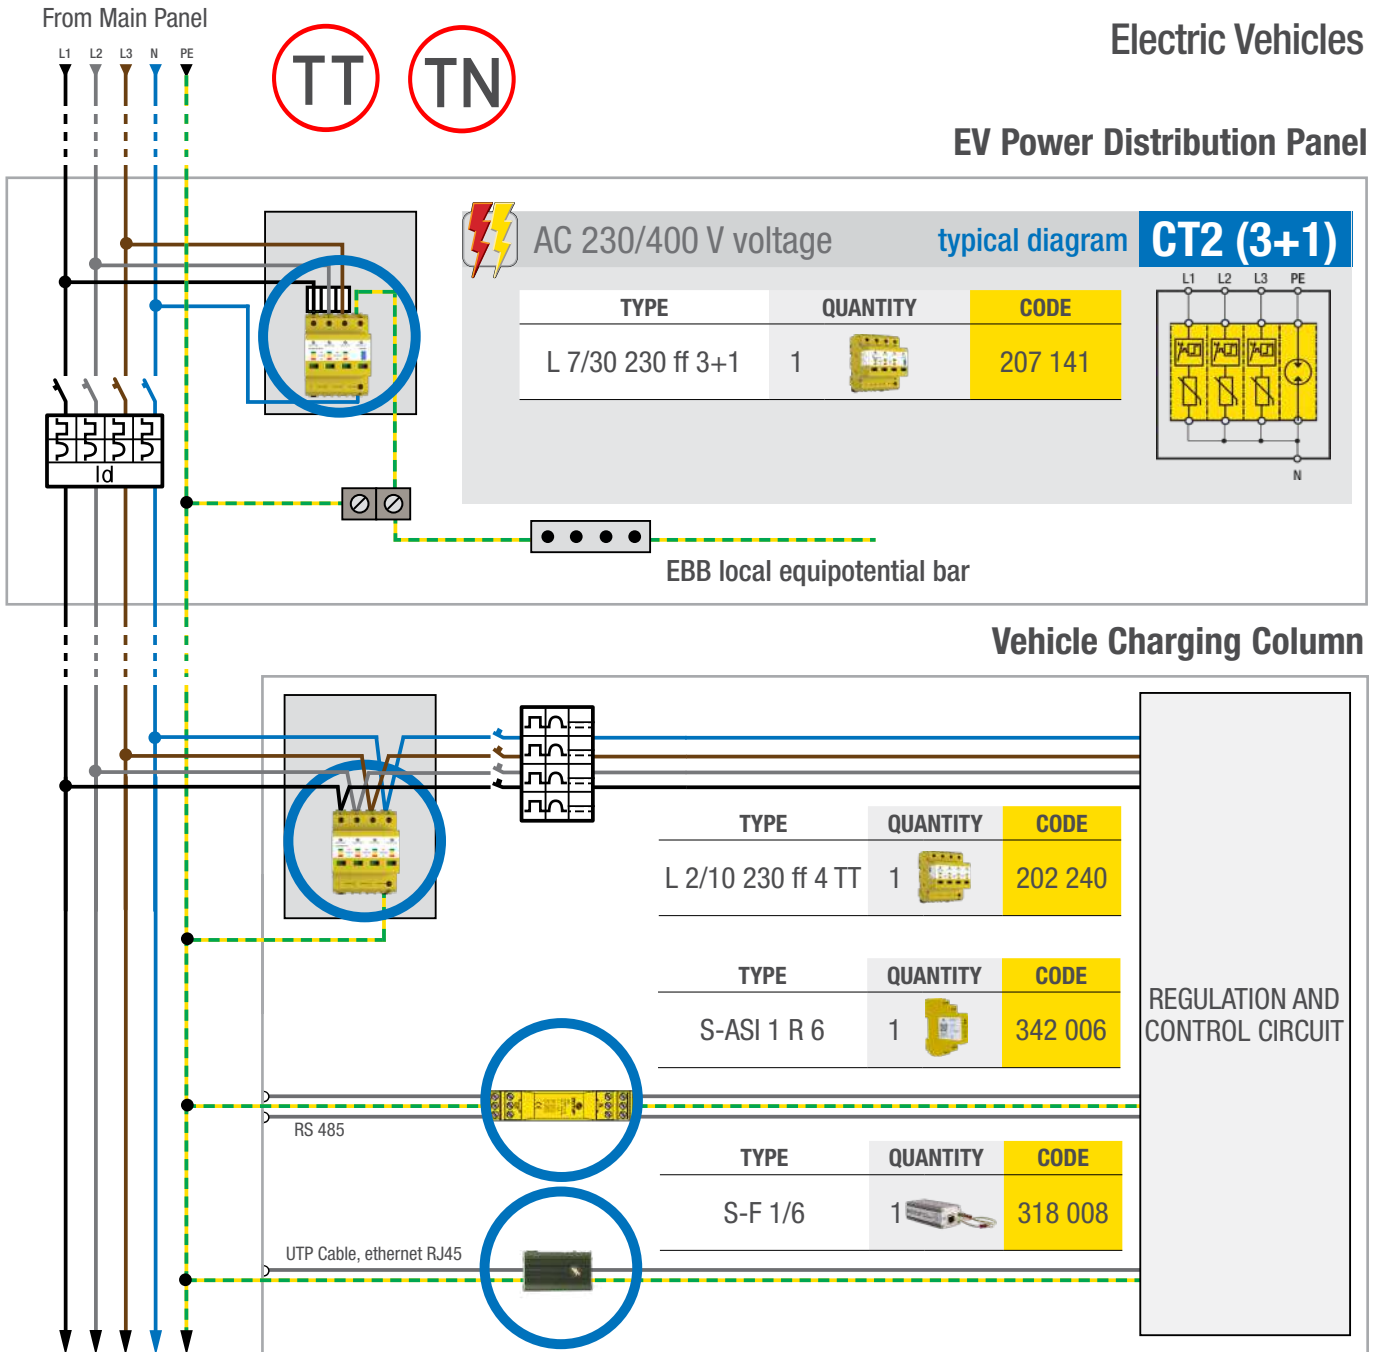 From Main Panel
L1 L2 L3 N PE
TT TN
Electric Vehicles
EV Power Distribution Panel
AC 230/400 V voltage typical diagram CT2 (3+1)
TYPE QUANTITY CODE
L 7/30 230 ff 3+1 1 207 141
L1 L2 L3 PE
N
Id
EBB local equipotential bar
Vehicle Charging Column
TYPE QUANTITY CODE
L 2/10 230 ff 4 TT 1 202 240
TYPE QUANTITY CODE
S-ASI 1 R 6 1 342 006
REGULATION AND
CONTROL CIRCUIT
RS 485
TYPE QUANTITY CODE
S-F 1/6 1 318 008
UTP Cable, ethernet RJ45